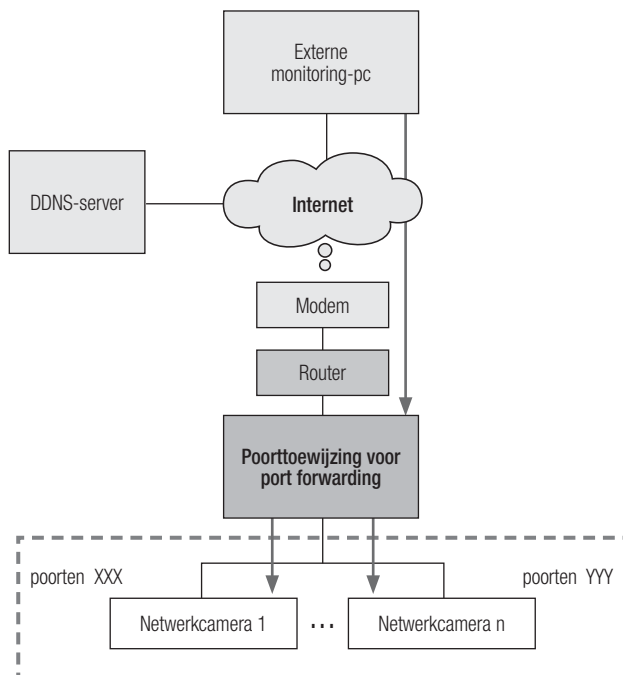 Externe
monitoring-pc
DDNS-server
Internet
Modem
Router
Poorttoewijzing voor
port forwarding
poorten XXX
poorten YYY
Netwerkcamera 1
...
Netwerkcamera n